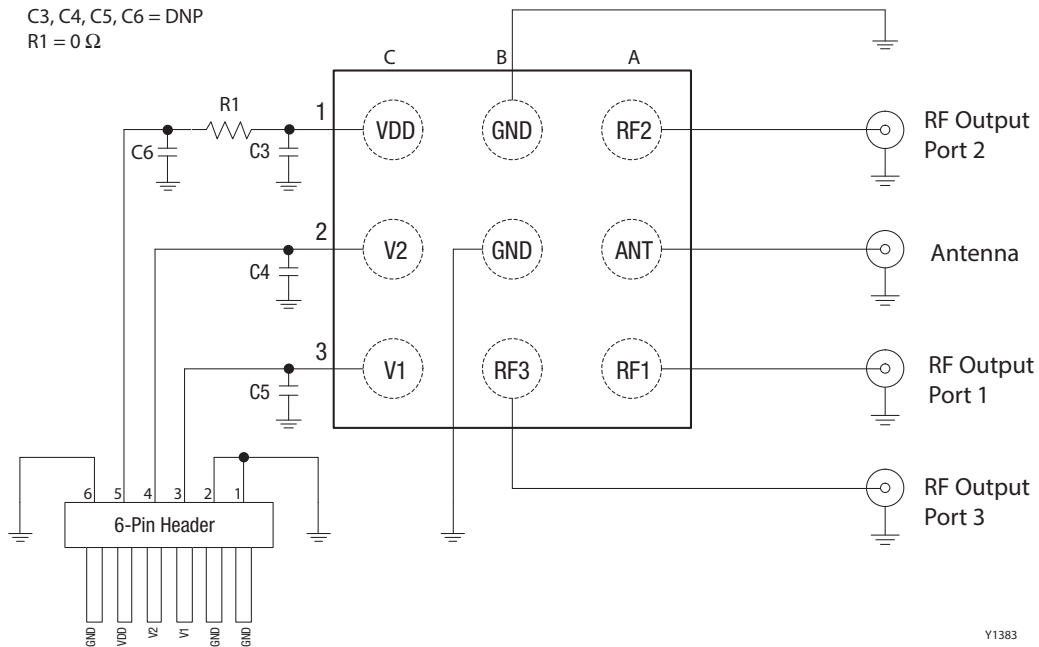 C3, C4, C5, C6 = DNP
R1 = 0 Ω
C B A
R1
1
VDD GND RF2
RF Output
Port 2
C6 C3
2
V2 GND ANT
Antenna
C4
3
V1 RF3 RF1
RF Output
Port 1
C5
6 5 4 3 2 1
6-Pin Header
RF Output
Port 3
GND VDD V2 V1 GND GND
Y1383